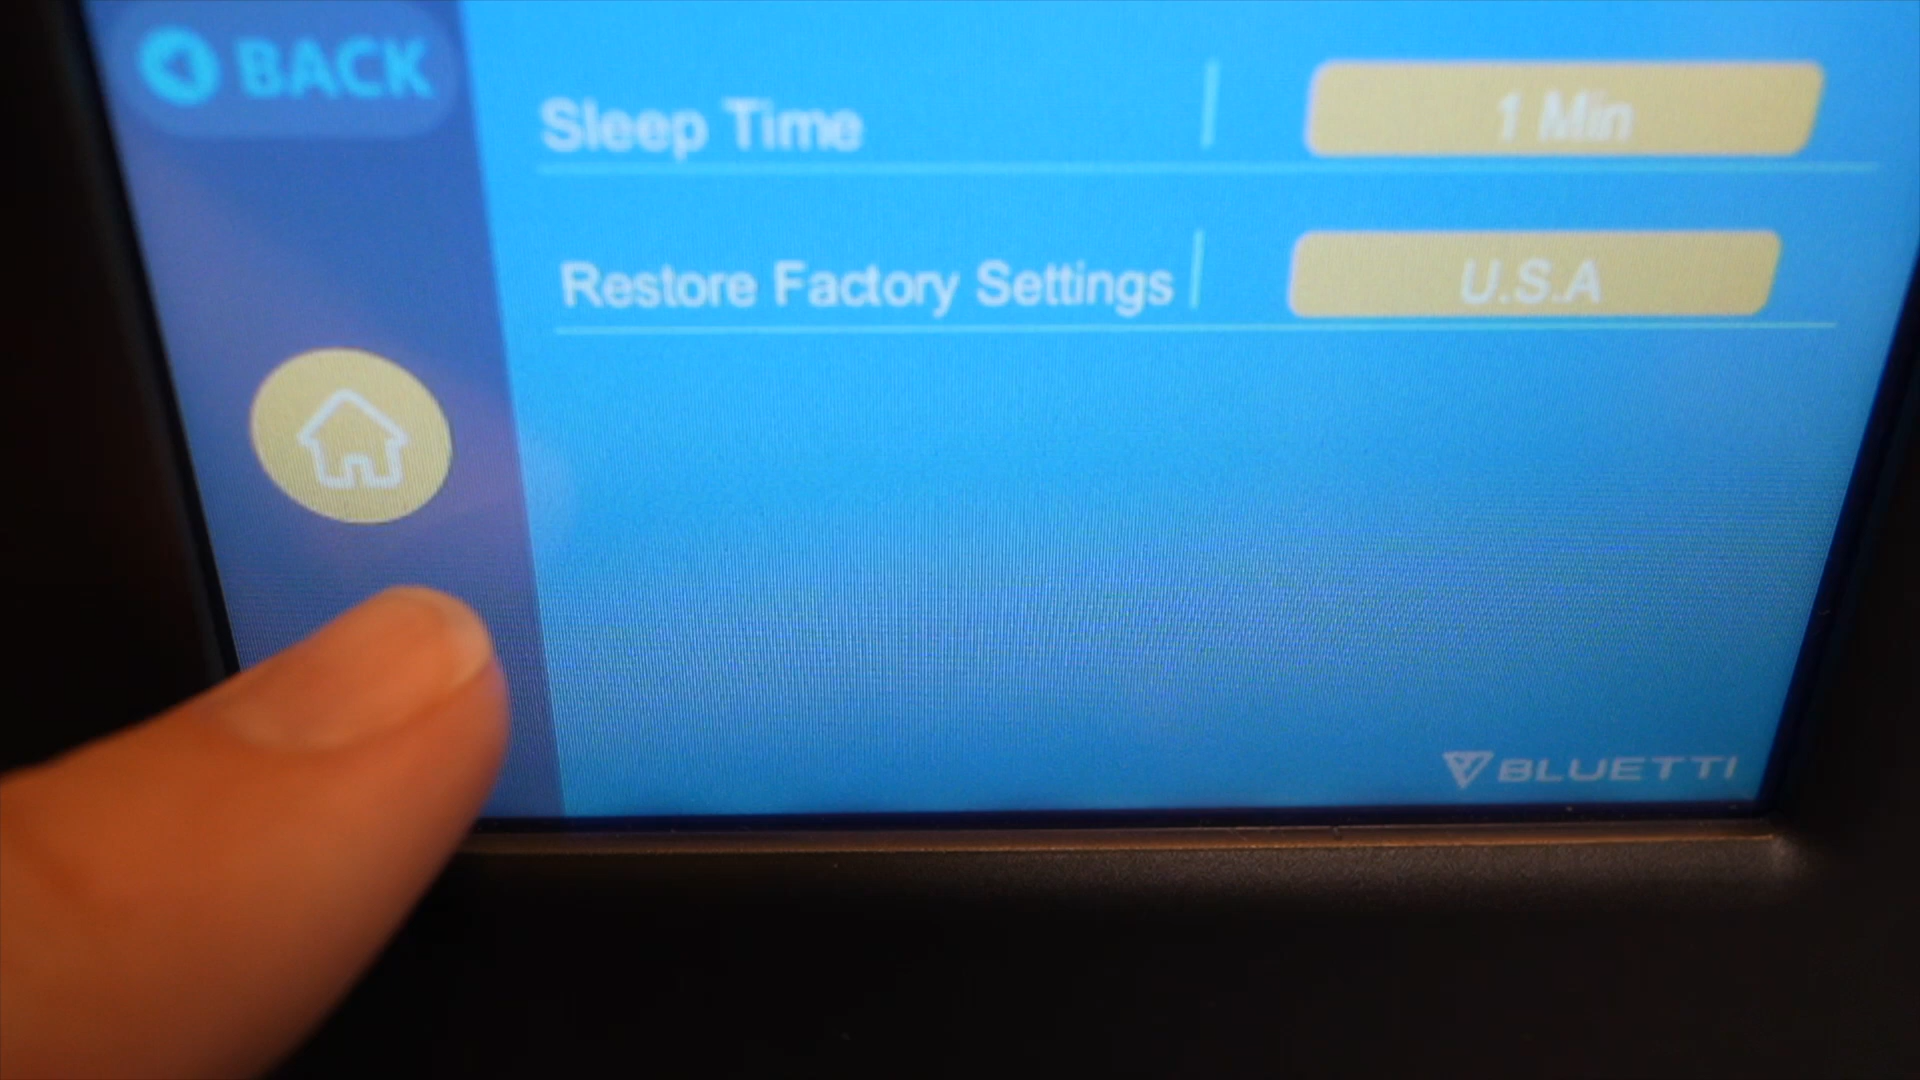 BACK
Sleep Time
1 Min
Restore Factory Settings
U.S.A
BLUETTI